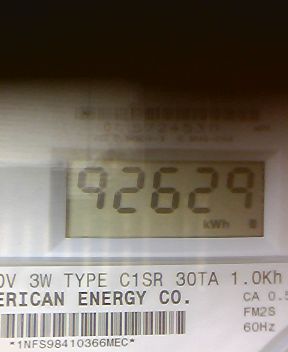 92629
kWh
0V 3W TYPE C1SR 30TA 1.0Kh
ERICAN ENERGY CO.
CA 0.5
FM2S
60Hz
*1NFS98410366MEC*